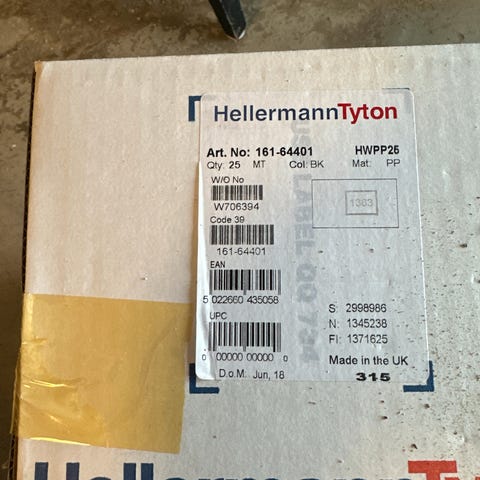 HellermannTyton
Art. No: 161-64401 HWPP25
Qty: 25 MT Col: BK Mat: PP
W/O No
W706394
1363
Code 39
161-64401
EAN
5 022660 435058
UPC
0 00000 00000 0
S: 2998986
N: 1345238
FI: 1371625
Made in the UK
D.o.M. Jun, 18
315
HellermannTy